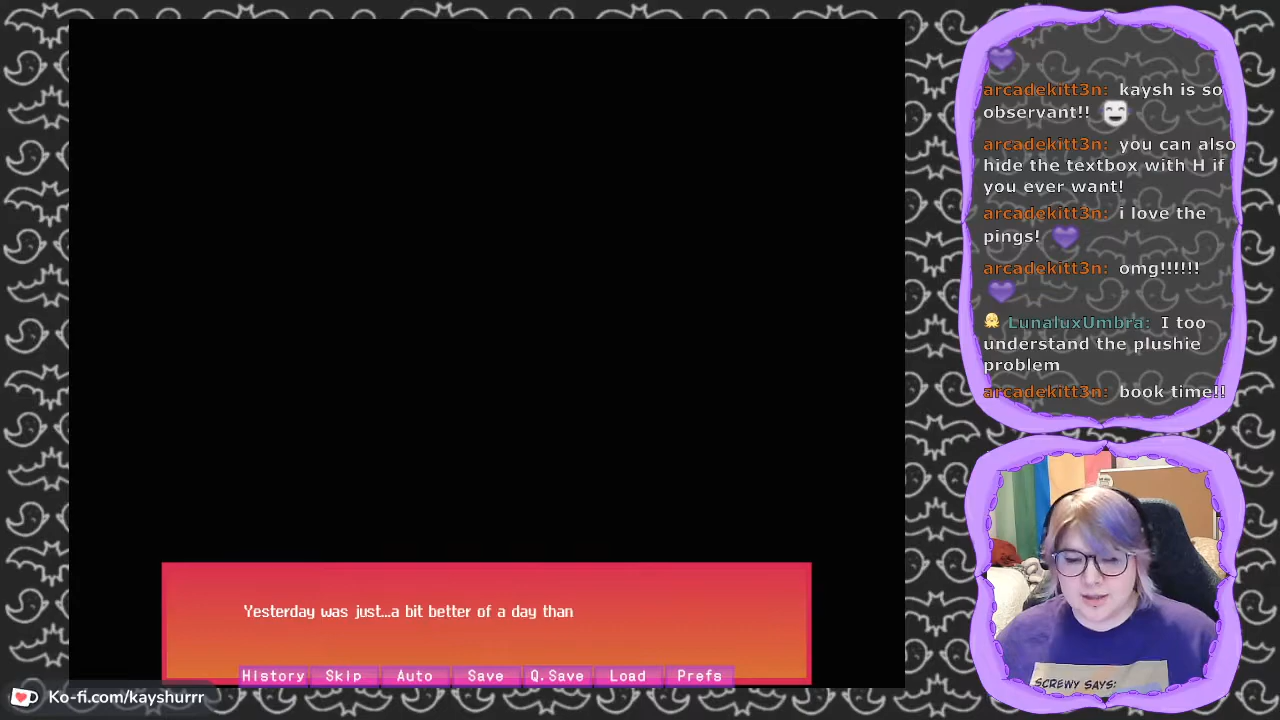 arcadekitt3n: kaysh is so
observant!!
arcadekitt3n: you can also
hide the textbox with H if
you ever want!
arcadekitt3n: i love the
pings!
arcadekitt3n: omg!!!!!!
LunaluxUmbra: I too
understand the plushie
problem
arcadekitt3n: book time!!
Yesterday was just...a bit better of a day than
History Skip Auto Save Q.Save Load Prefs
SCREWY SAYS:
Ko-fi.com/kayshurrr